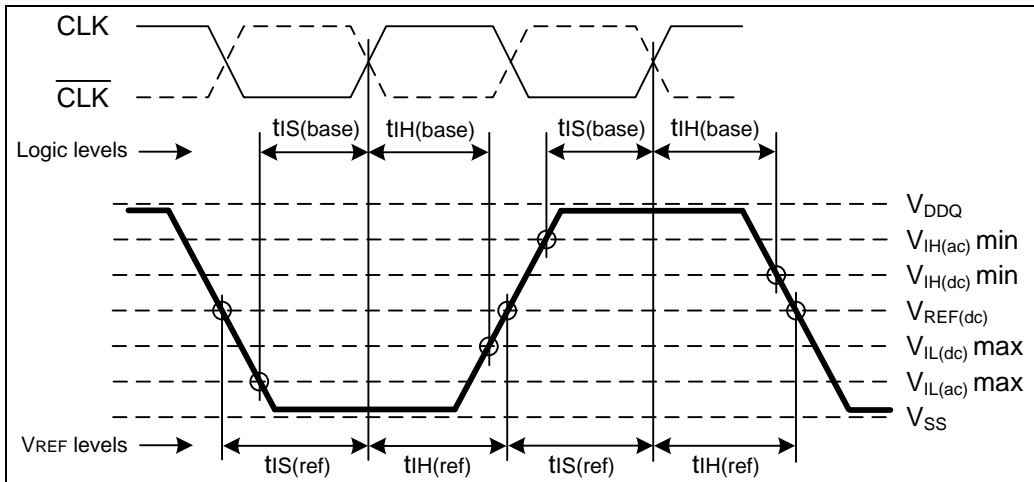 CLK
CLK
tIS(base) tIH(base) tIS(base) tIH(base)
Logic levels
VDDQ
VIH(ac) min
VIH(dc) min
VREF(dc)
VIL(dc) max
VIL(ac) max
VSS
VREF levels
tIS(ref) tIH(ref) tIS(ref) tIH(ref)